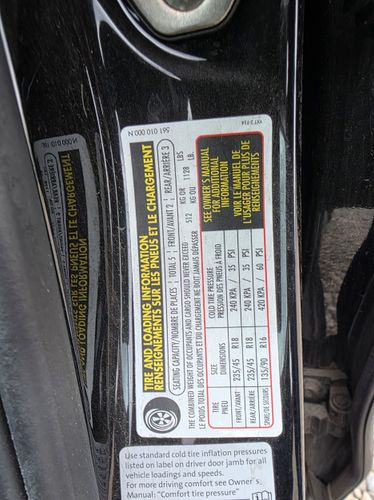 TIRE AND LOADING INFORMATION
RENSEIGNEMENTS SUR LES PNEUS ET LE CHARGEMENT
SEATING CAPACITY/NOMBRE DE PLACES | TOTAL 5 | FRONT/AVANT 2 | REAR/ARRIÈRE 3
THE COMBINED WEIGHT OF OCCUPANTS AND CARGO SHOULD NEVER EXCEED 512 KG OR 1128 LBS
LE POIDS TOTAL DES OCCUPANTS ET DU CHARGEMENT NE DOIT JAMAIS DÉPASSER KG OU LB.
TIRE SIZE COLD TIRE PRESSURE
PNEU DIMENSIONS PRESSION DES PNEUS À FROID
FRONT/AVANT 235/45 R18 240 KPA / 35 PSI
REAR/ARRIÈRE 235/45 R18 240 KPA / 35 PSI
SPARE/DE SECOURS 135/90 R16 420 KPA / 60 PSI
SEE OWNER'S MANUAL
FOR ADDITIONAL
INFORMATION
VOIR LE MANUEL DE
L'USAGER POUR PLUS DE
RENSEIGNEMENTS
561 010 000 N
Use standard cold tire inflation pressures
listed on label on driver door jamb for all
vehicle loadings and speeds.
For more driving comfort see Owner's
Manual: "Comfort tire pressure"